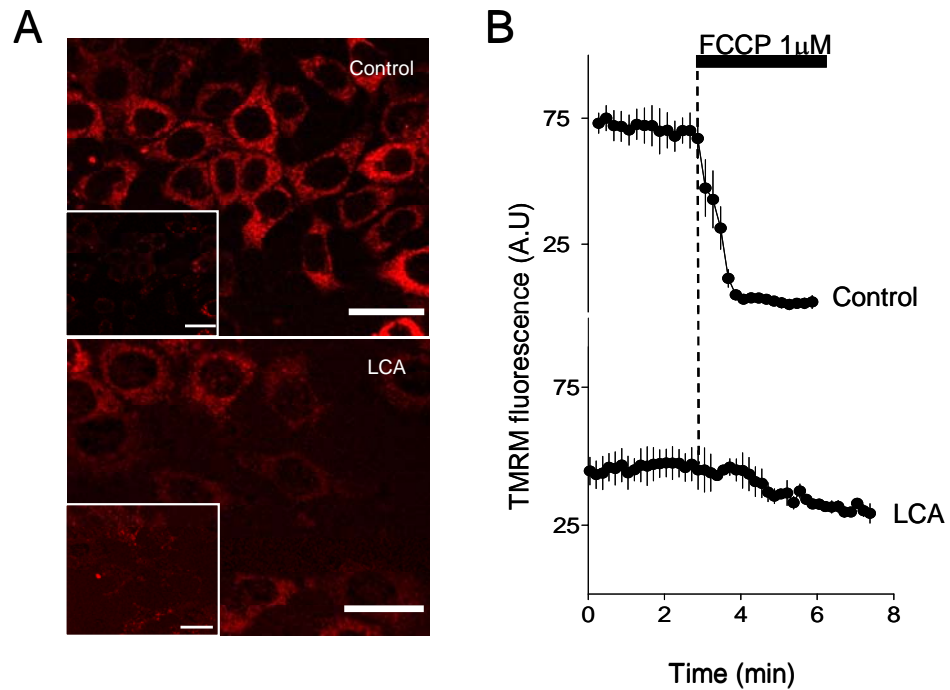 A
Control
LCA
B
FCCP 1μM
TMRM fluorescence (A.U)
75
25
Control
75
25
LCA
0
2
4
6
8
Time (min)